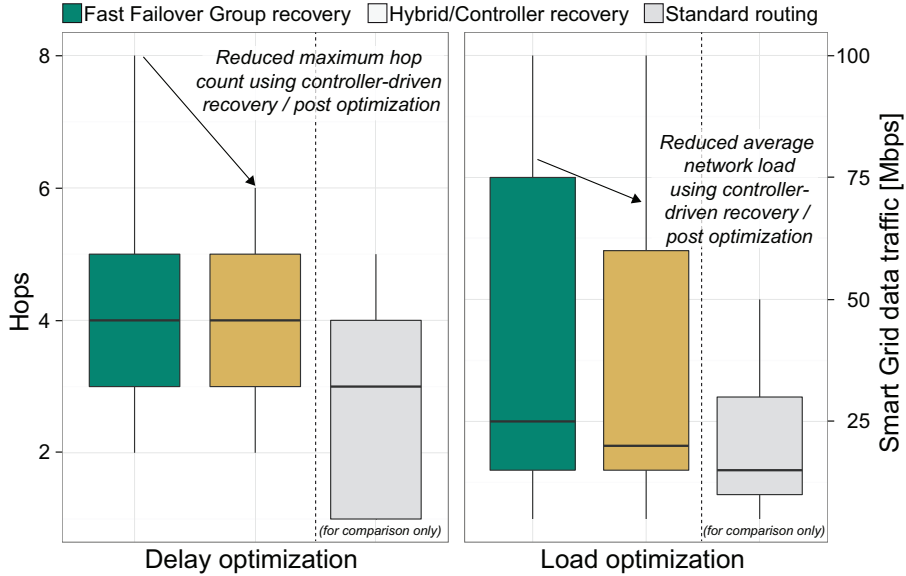 Fast Failover Group recovery Hybrid/Controller recovery Standard routing
Reduced maximum hop
count using controller-driven
recovery / post optimization
8
6
4
2
Hops
(for comparison only)
Delay optimization
Reduced average
network load
using controller-
driven recovery /
post optimization
100
75
50
25
Smart Grid data traffic [Mbps]
(for comparison only)
Load optimization